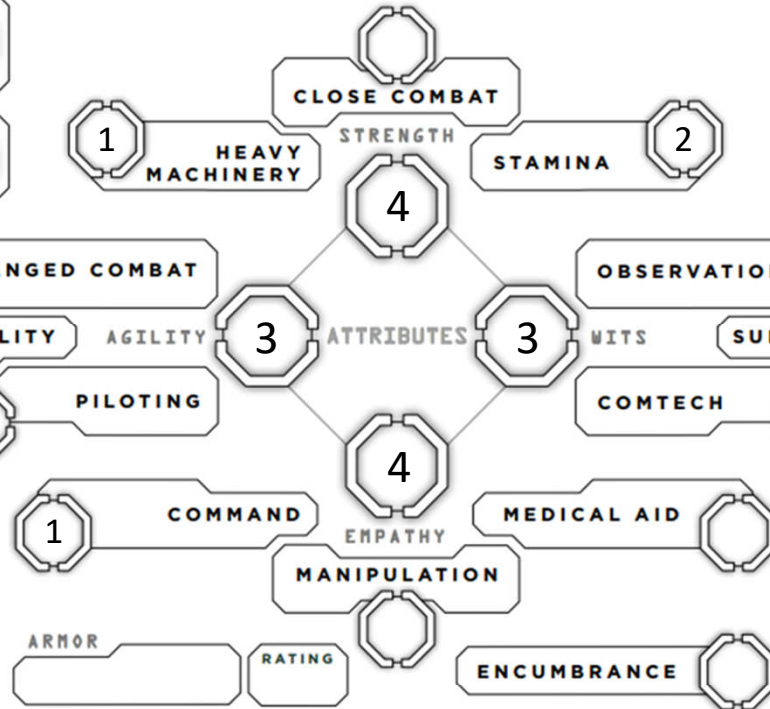 CLOSE COMBAT
1
2
STRENGTH
HEAVY
MACHINERY
STAMINA
4
NGED COMBAT
OBSERVATIO
LITY
AGILITY
3
ATTRIBUTES
3
WITS
SU
PILOTING
COMTECH
4
1
COMMAND
MEDICAL AID
EMPATHY
MANIPULATION
ARMOR
RATING
ENCUMBRANCE